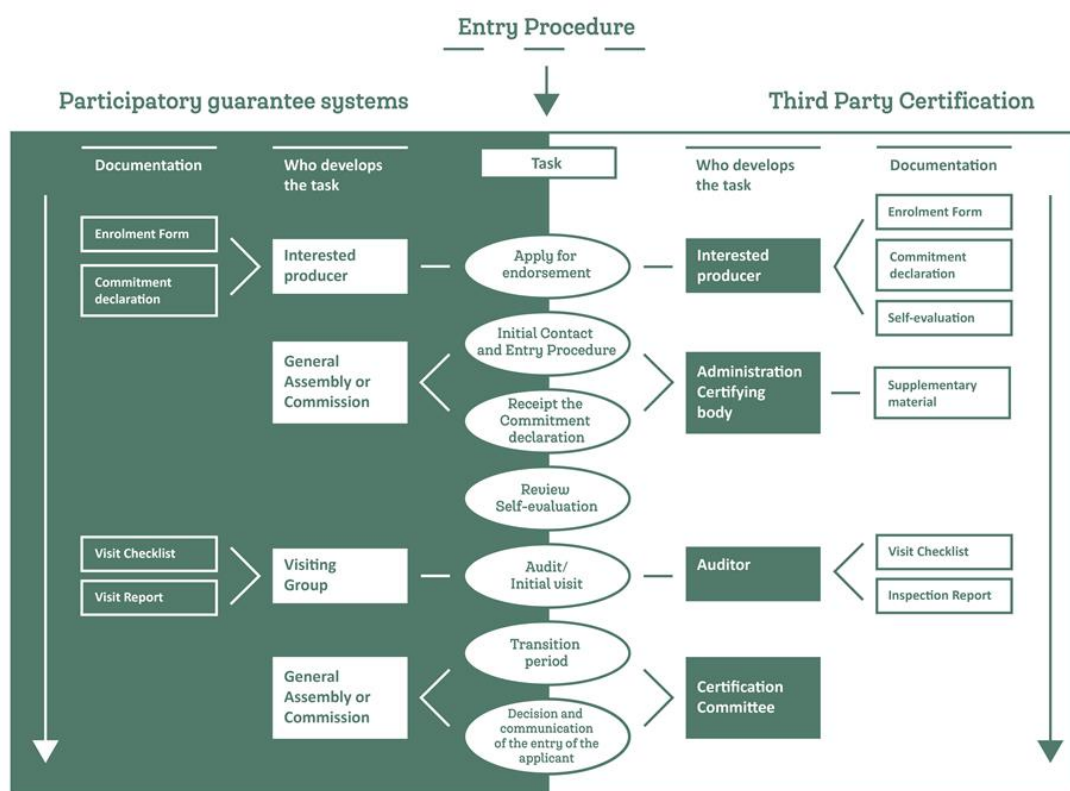 Entry Procedure
Participatory guarantee systems
Third Party Certification
Documentation
Who develops
the task
Task
Who develops
the task
Documentation
Enrolment Form
Commitment
declaration
Interested
producer
Apply for
endorsement
Interested
producer
Enrolment Form
Commitment
declaration
Self-evaluation
General
Assembly or
Commission
Initial Contact
and Entry Procedure
Receipt the
Commitment
declaration
Administration
Certifying
body
Supplementary
material
Review
Self-evaluation
Visit Checklist
Visit Report
Visiting
Group
Audit/
Initial visit
Auditor
Visit Checklist
Inspection Report
General
Assembly or
Commission
Transition
period
Decision and
communication
of the entry of the
applicant
Certification
Committee